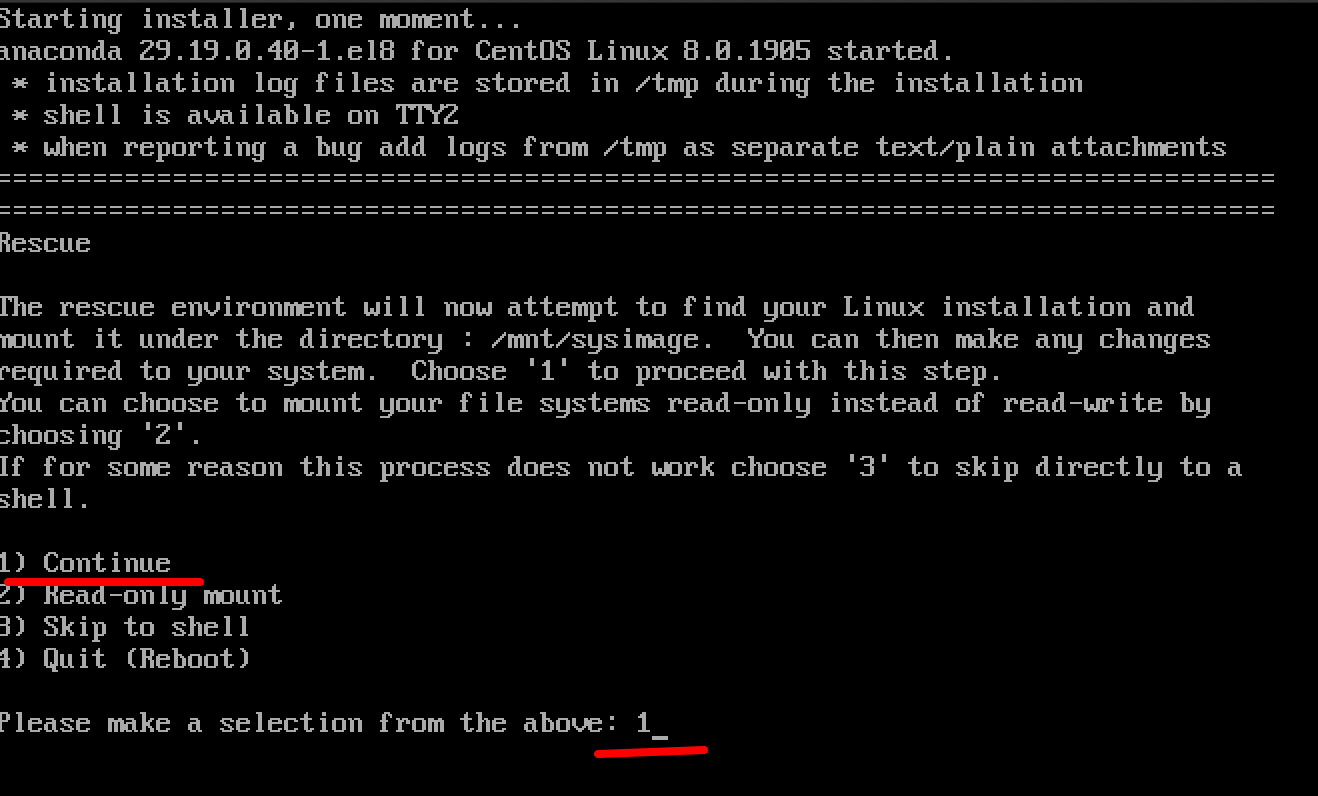 Starting installer, one moment...
anaconda 29.19.0.40-1.el8 for CentOS Linux 8.0.1905 started.
* installation log files are stored in /tmp during the installation
* shell is available on TTY2
* when reporting a bug add logs from /tmp as separate text/plain attachments
================================================================================
================================================================================
Rescue
The rescue environment will now attempt to find your Linux installation and
mount it under the directory : /mnt/sysimage.  You can then make any changes
required to your system.  Choose '1' to proceed with this step.
You can choose to mount your file systems read-only instead of read-write by
choosing '2'.
If for some reason this process does not work choose '3' to skip directly to a
shell.
1) Continue
2) Read-only mount
3) Skip to shell
4) Quit (Reboot)
Please make a selection from the above: 1_